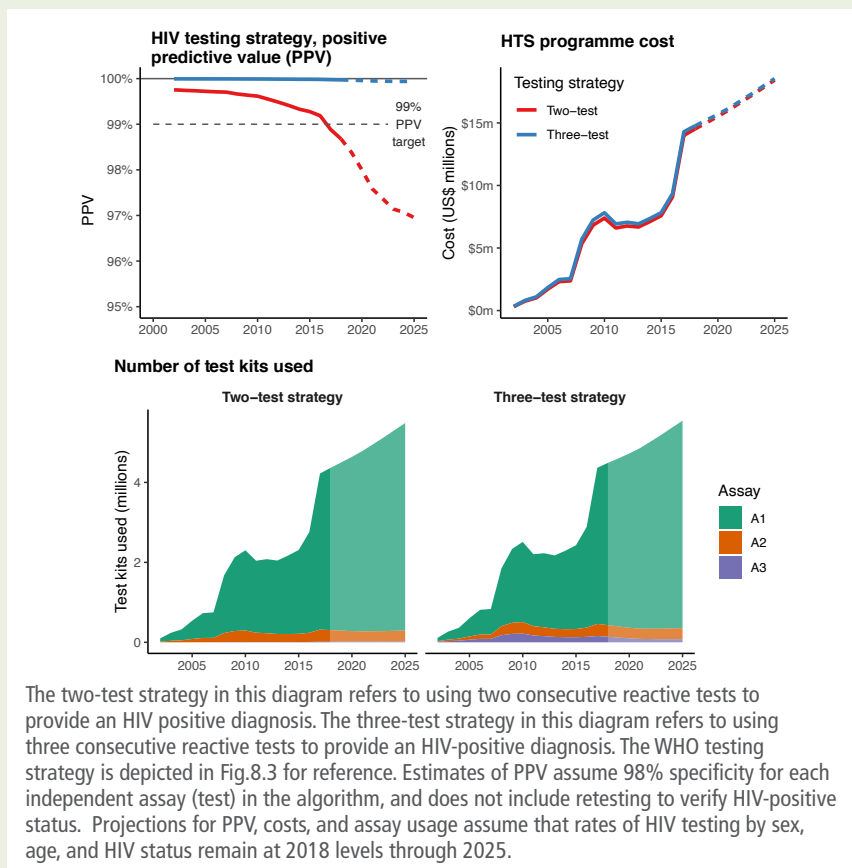 HIV testing strategy, positive
predictive value (PPV)
100%
99%
98%
97%
96%
95%
PPV
99%
PPV
target
2000
2005
2010
2015
2020
2025
HTS programme cost
Testing strategy
Two−test
Three−test
$15m
$10m
$5m
$0m
Cost (US$ millions)
2005
2010
2015
2020
2025
Number of test kits used
Two−test strategy
Three−test strategy
Test kits used (millions)
4
2
0
2005
2010
2015
2020
2025
2005
2010
2015
2020
2025
Assay
A1
A2
A3
The two-test strategy in this diagram refers to using two consecutive reactive tests to
provide an HIV positive diagnosis. The three-test strategy in this diagram refers to using
three consecutive reactive tests to provide an HIV-positive diagnosis. The WHO testing
strategy is depicted in Fig.8.3 for reference. Estimates of PPV assume 98% specificity for each
independent assay (test) in the algorithm, and does not include retesting to verify HIV-positive
status. Projections for PPV, costs, and assay usage assume that rates of HIV testing by sex,
age, and HIV status remain at 2018 levels through 2025.